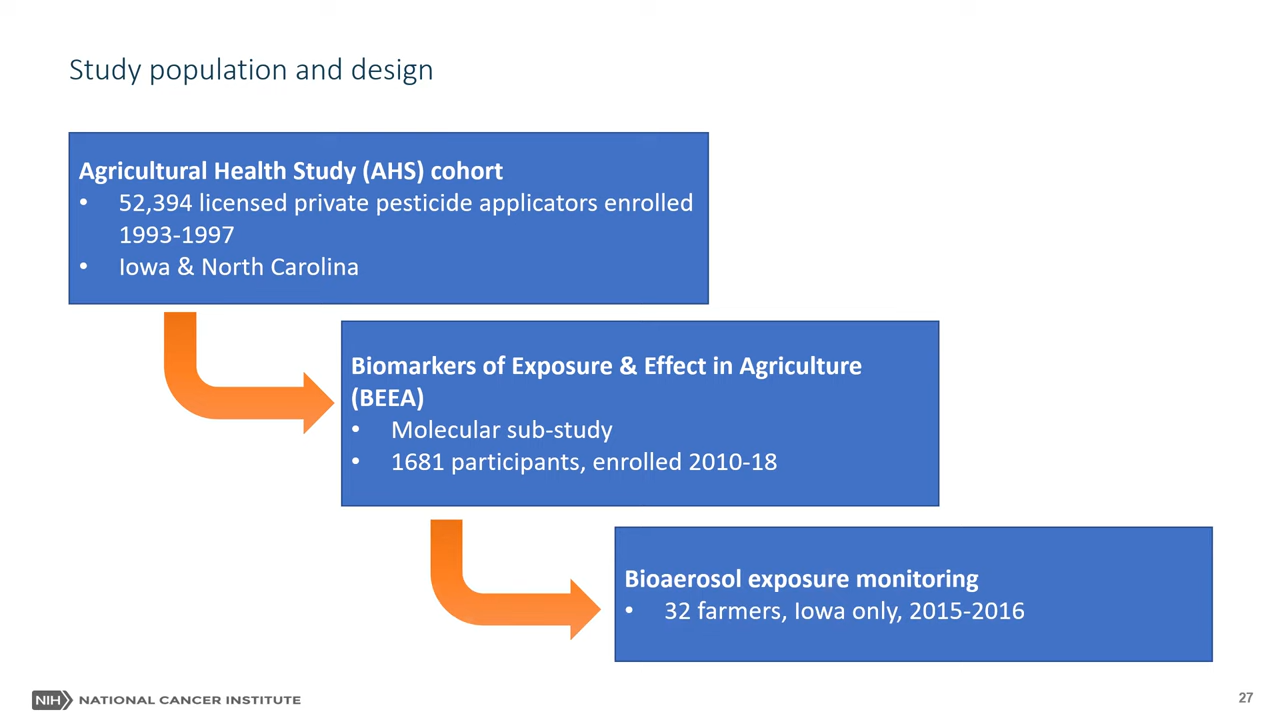 Study population and design
Agricultural Health Study (AHS) cohort
• 52,394 licensed private pesticide applicators enrolled
1993-1997
• Iowa & North Carolina
Biomarkers of Exposure & Effect in Agriculture
(BEEA)
• Molecular sub-study
• 1681 participants, enrolled 2010-18
Bioaerosol exposure monitoring
• 32 farmers, Iowa only, 2015-2016
NIH NATIONAL CANCER INSTITUTE
27